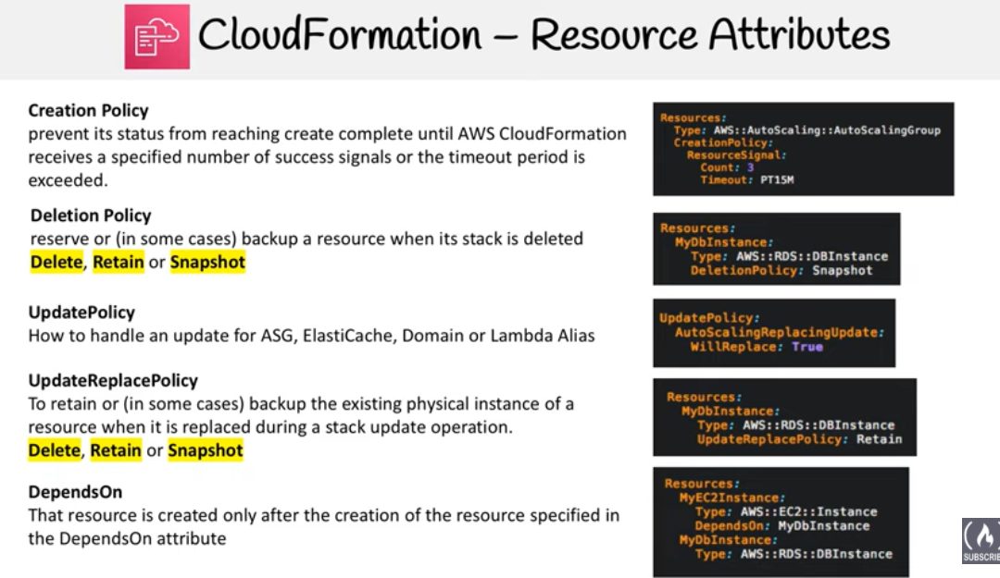 CloudFormation – Resource Attributes
Creation Policy
prevent its status from reaching create complete until AWS CloudFormation
receives a specified number of success signals or the timeout period is
exceeded.
Resources:
Type: AWS::AutoScaling::AutoScalingGroup
CreationPolicy:
ResourceSignal:
Count: 3
Timeout: PT15M
Deletion Policy
reserve or (in some cases) backup a resource when its stack is deleted
Delete, Retain or Snapshot
Resources:
MyDbInstance:
Type: AWS::RDS::DBInstance
DeletionPolicy: Snapshot
UpdatePolicy
How to handle an update for ASG, ElastiCache, Domain or Lambda Alias
UpdatePolicy:
AutoScalingReplacingUpdate:
WillReplace: True
UpdateReplacePolicy
To retain or (in some cases) backup the existing physical instance of a
resource when it is replaced during a stack update operation.
Delete, Retain or Snapshot
Resources:
MyDbInstance:
Type: AWS::RDS::DBInstance
UpdateReplacePolicy: Retain
DependsOn
That resource is created only after the creation of the resource specified in
the DependsOn attribute
Resources:
MyEC2Instance:
Type: AWS::EC2::Instance
DependsOn: MyDbInstance
MyDbInstance:
Type: AWS::RDS::DBInstance
SUBSCRIBE